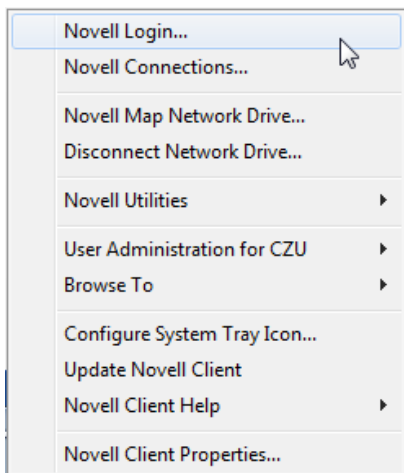 Novell Login...
Novell Connections...
Novell Map Network Drive...
Disconnect Network Drive...
Novell Utilities
User Administration for CZU
Browse To
Configure System Tray Icon...
Update Novell Client
Novell Client Help
Novell Client Properties...